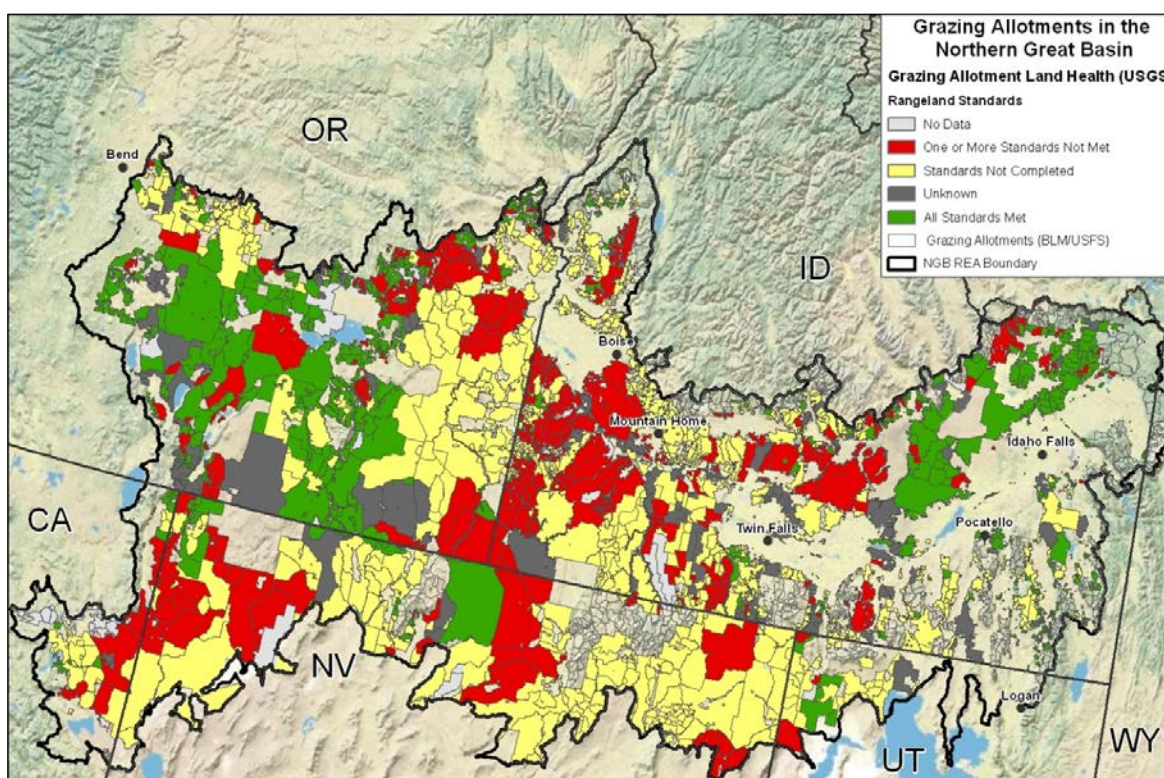 Grazing Allotments in the
Northern Great Basin
Grazing Allotment Land Health (USGS
Rangeland Standards
No Data
One or More Standards Not Met
Standards Not Completed
Unknown
All Standards Met
Grazing Allotments (BLM/USFS)
NGB REA Boundary
OR
Bend
ID
Boise
Mountain Home
Idaho Falls
CA
Twin Falls
Pocatello
NV
Logan
UT
WY